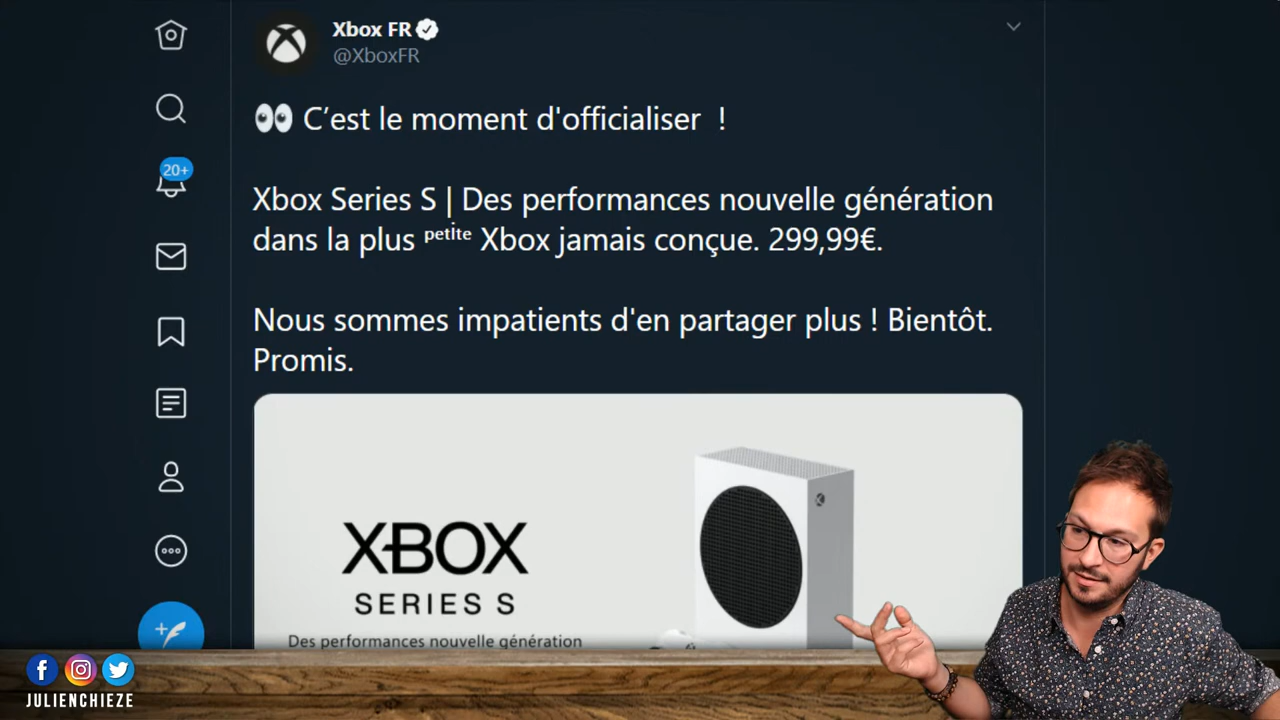 Xbox FR
@XboxFR
👀 C’est le moment d'officialiser !
Xbox Series S | Des performances nouvelle génération
dans la plus ᵖᵉᵗᶦᵗᵉ Xbox jamais conçue. 299,99€.
Nous sommes impatients d'en partager plus ! Bientôt.
Promis.
20+
XBOX
SERIES S
Des performances nouvelle génération
JULIENCHIEZE